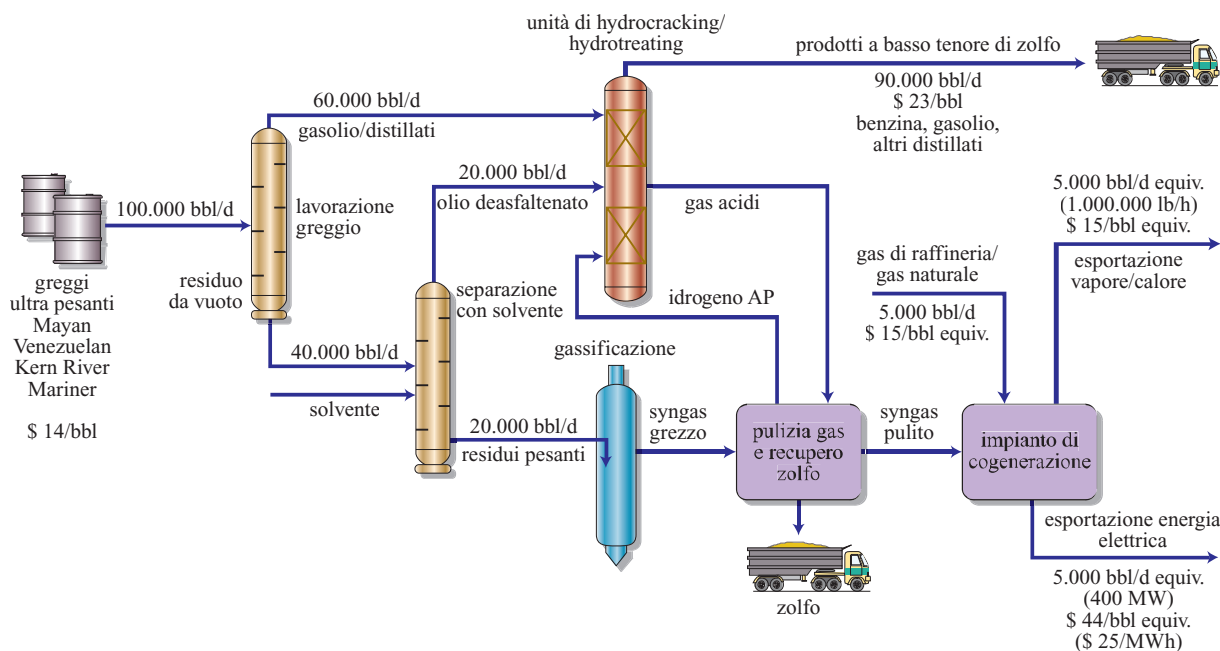 unità di hydrocracking/
hydrotreating
prodotti a basso tenore di zolfo
90.000 bbl/d
$ 23/bbl
benzina, gasolio,
altri distillati
60.000 bbl/d
gasolio/distillati
20.000 bbl/d
olio deasfaltenato
gas acidi
5.000 bbl/d equiv.
(1.000.000 lb/h)
$ 15/bbl equiv.
esportazione
vapore/calore
100.000 bbl/d
lavorazione
greggio
greggi
ultra pesanti
Mayan
Venezuelan
Kern River
Mariner
$ 14/bbl
residuo
da vuoto
separazione
con solvente
idrogeno AP
gas di raffineria/
gas naturale
5.000 bbl/d
$ 15/bbl equiv.
40.000 bbl/d
solvente
gassificazione
20.000 bbl/d
residui pesanti
syngas
grezzo
pulizia gas
e recupero
zolfo
syngas
pulito
impianto di
cogenerazione
zolfo
esportazione energia
elettrica
5.000 bbl/d equiv.
(400 MW)
$ 44/bbl equiv.
($ 25/MWh)